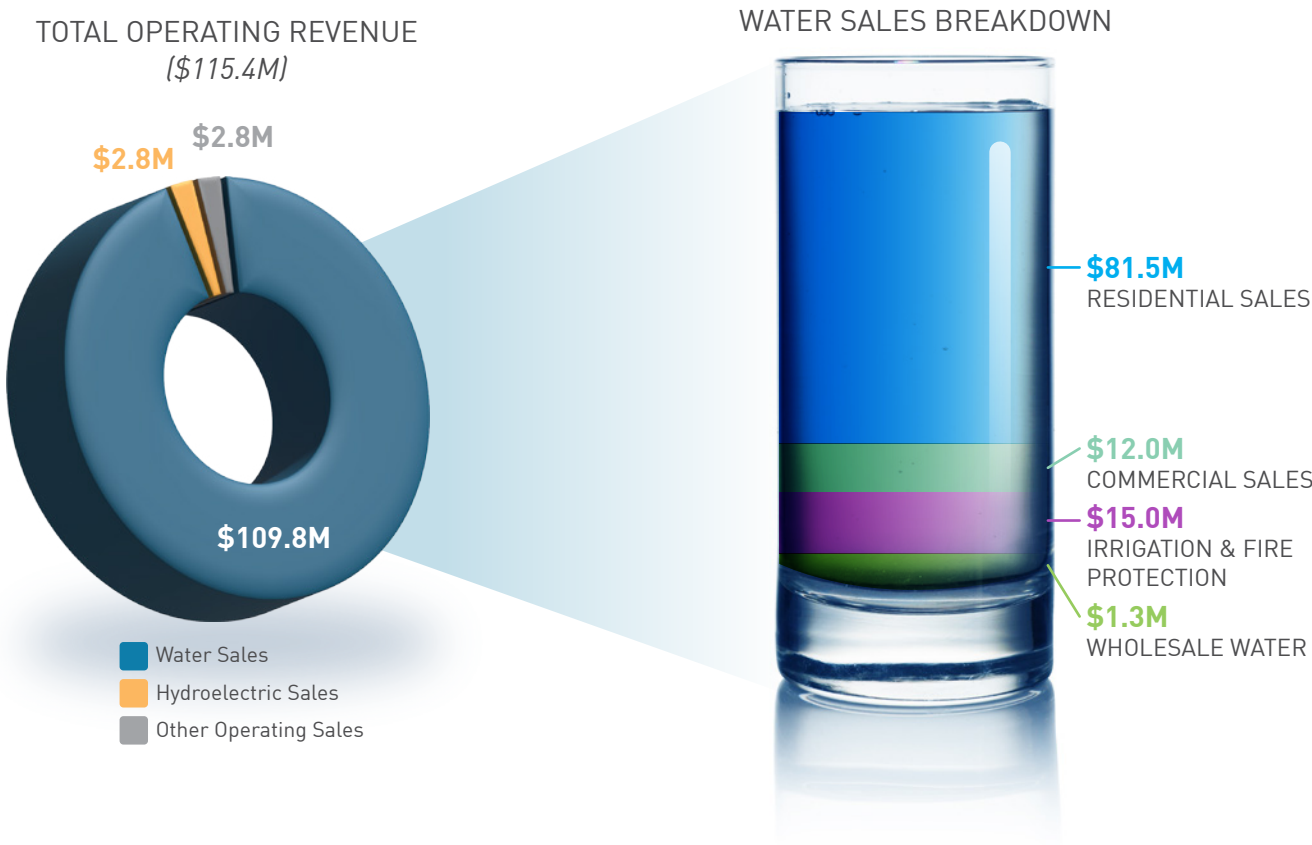 TOTAL OPERATING REVENUE
($115.4M)
$2.8M
$2.8M
$109.8M
Water Sales
Hydroelectric Sales
Other Operating Sales
WATER SALES BREAKDOWN
$81.5M
RESIDENTIAL SALES
$12.0M
COMMERCIAL SALES
$15.0M
IRRIGATION & FIRE
PROTECTION
$1.3M
WHOLESALE WATER